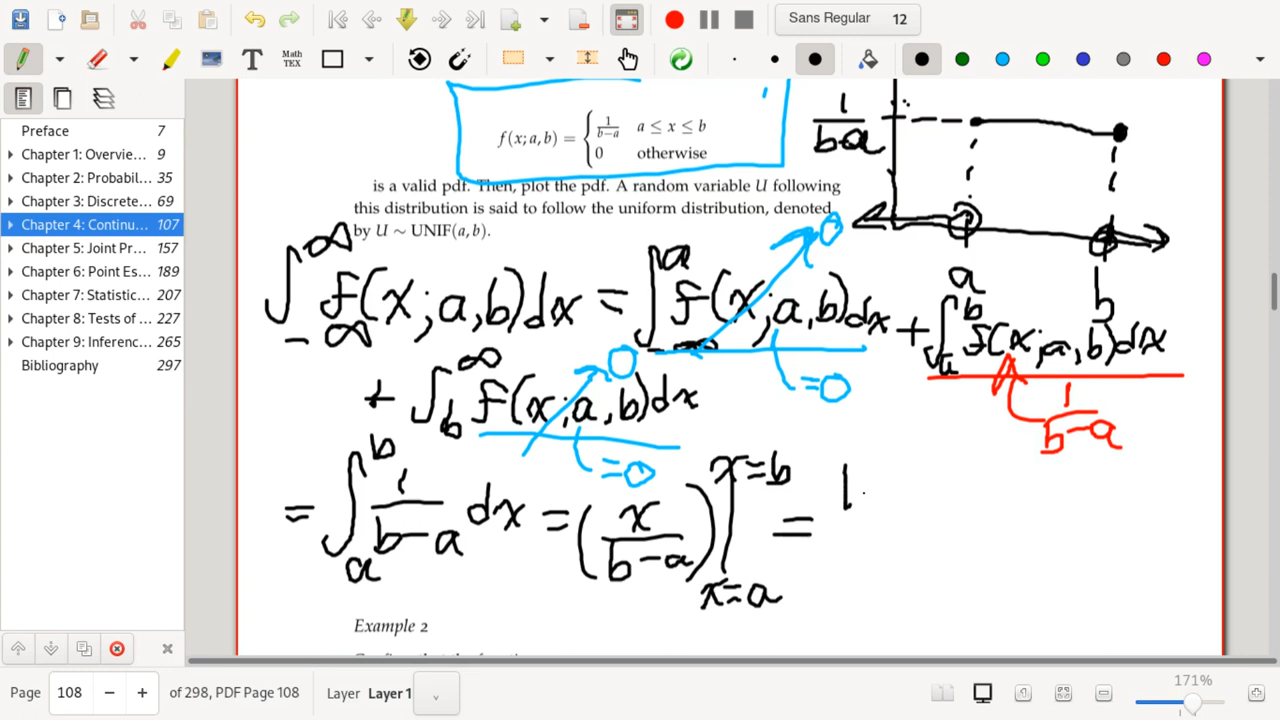 Sans Regular 12
Math
TEX
Preface 7
Chapter 1: Overvie... 9
Chapter 2: Probabil... 35
Chapter 3: Discrete... 69
Chapter 4: Continu... 107
Chapter 5: Joint Pr... 157
Chapter 6: Point Es... 189
Chapter 7: Statistic... 207
Chapter 8: Tests of ... 227
Chapter 9: Inferenc... 265
Bibliography 297
f(x; a, b) = { 1/(b−a) a ≤ x ≤ b
0 otherwise
is a valid pdf. Then, plot the pdf. A random variable U following
this distribution is said to follow the uniform distribution, denoted
by U ∼ UNIF(a, b).
1/(b-a)
a b
∫_{-∞}^{∞} f(x; a, b)dx = ∫_{-∞}^{a} f(x; a, b)dx + ∫_a^b f(x; a, b)dx
0
=0
1/(b-a)
+ ∫_b^∞ f(x; a, b)dx
0
=0
= ∫_a^b 1/(b-a) dx = (x/(b-a))|_{x=a}^{x=b} =
Example 2
Page 108 of 298, PDF Page 108 Layer Layer 1 171%